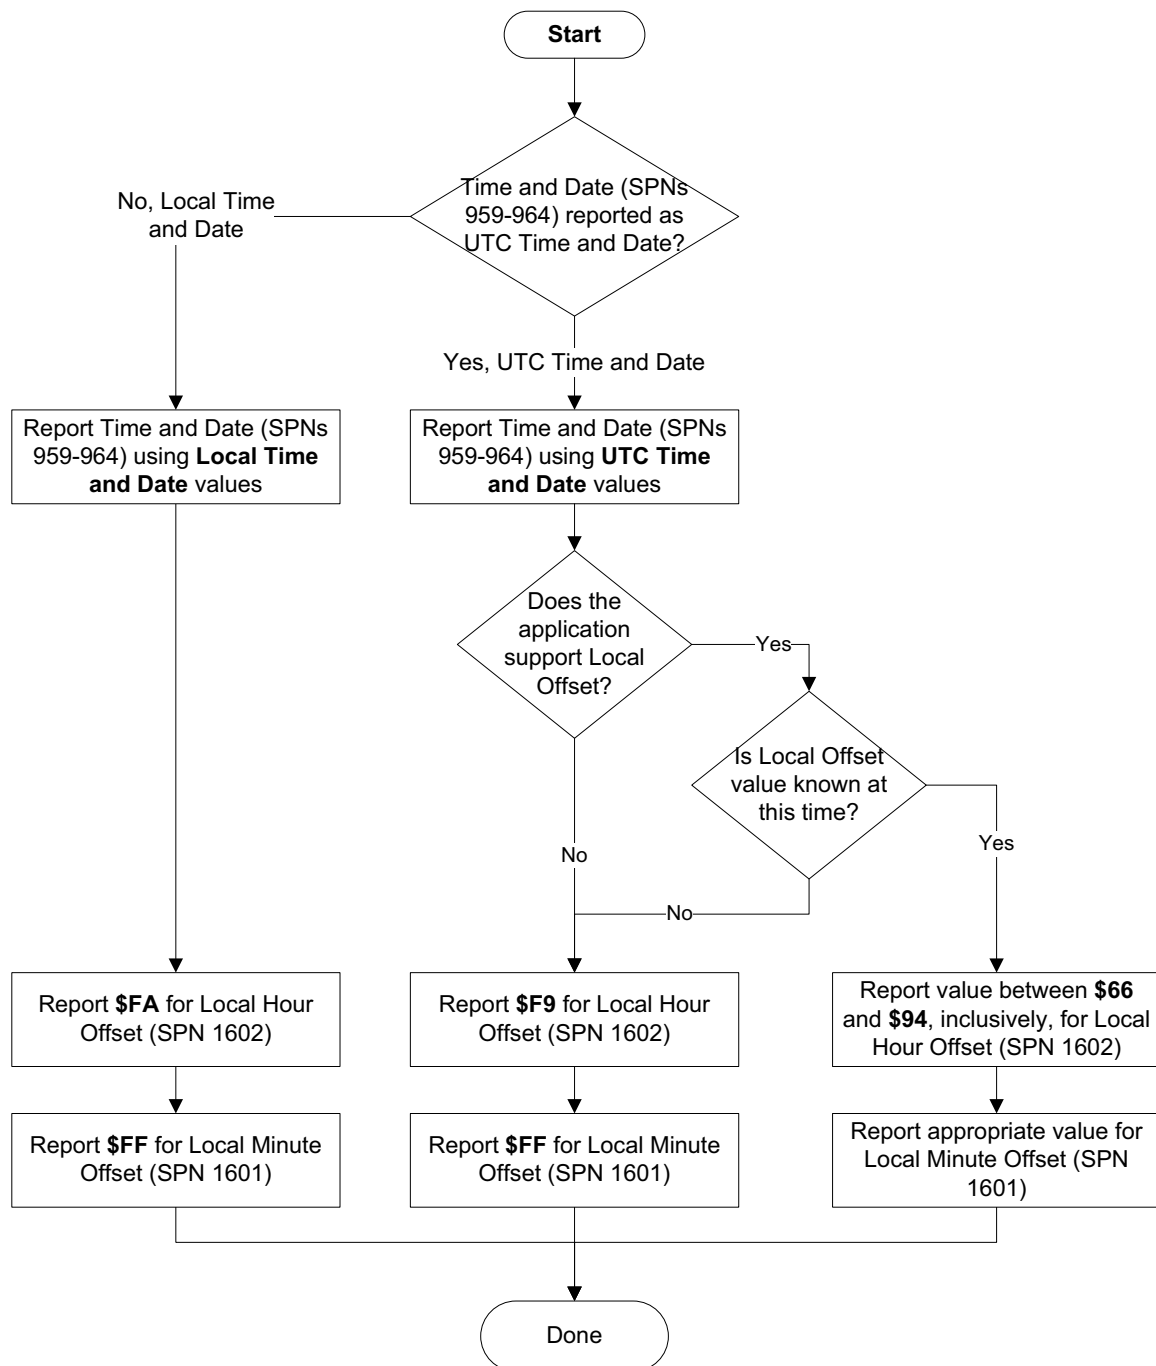 Start
Time and Date (SPNs
959-964) reported as
UTC Time and Date?
No, Local Time
and Date
Yes, UTC Time and Date
Report Time and Date (SPNs
959-964) using Local Time
and Date values
Report Time and Date (SPNs
959-964) using UTC Time
and Date values
Does the
application
support Local
Offset?
Yes
Is Local Offset
value known at
this time?
No
Yes
No
Report $FA for Local Hour
Offset (SPN 1602)
Report $F9 for Local Hour
Offset (SPN 1602)
Report value between $66
and $94, inclusively, for Local
Hour Offset (SPN 1602)
Report $FF for Local Minute
Offset (SPN 1601)
Report $FF for Local Minute
Offset (SPN 1601)
Report appropriate value for
Local Minute Offset (SPN
1601)
Done